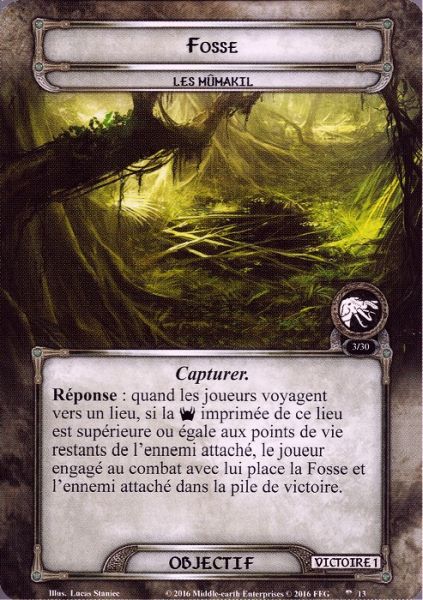 Fosse
Les Mûmakil
3/30
Capturer.
Réponse : quand les joueurs voyagent
vers un lieu, si la imprimée de ce lieu
est supérieure ou égale aux points de vie
restants de l'ennemi attaché, le joueur
engagé au combat avec lui place la Fosse et
l'ennemi attaché dans la pile de victoire.
OBJECTIF
VICTOIRE 1
Illus. Lucas Staniec
©2016 Middle-earth Enterprises © 2016 FFG
13